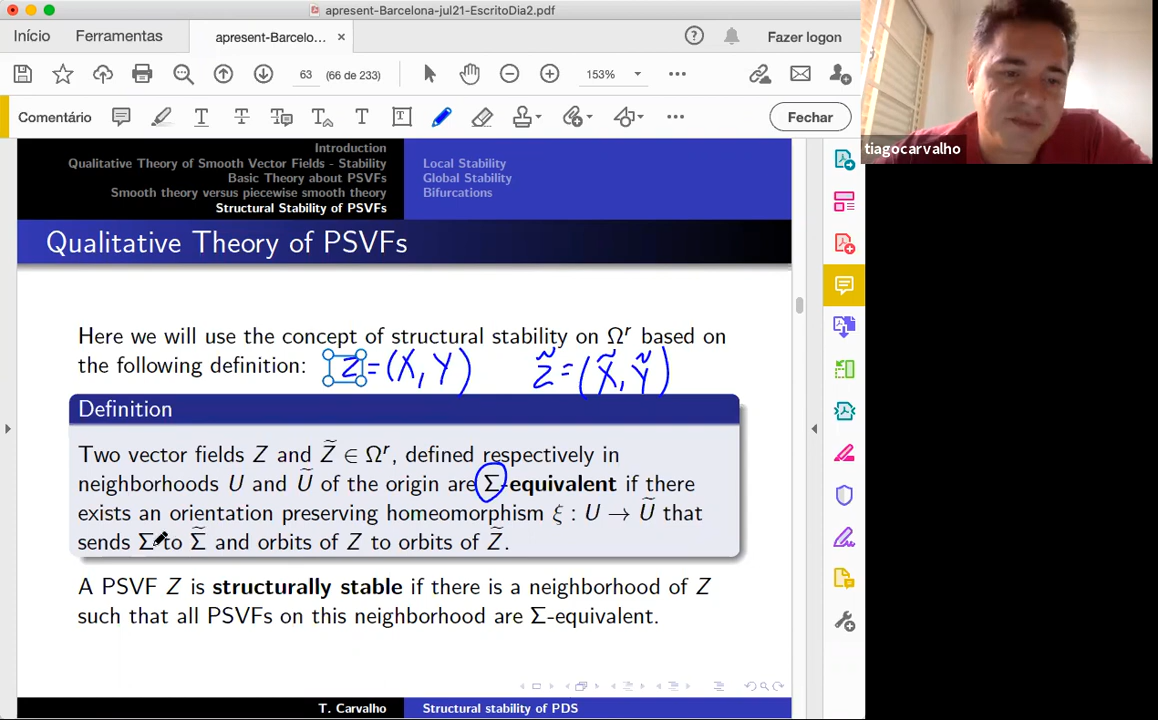 apresent-Barcelona-jul21-EscritoDia2.pdf
Início Ferramentas apresent-Barcelo... × Fazer logon
63 (66 de 233) 153%
Comentário Fechar
tiagocarvalho
Introduction
Qualitative Theory of Smooth Vector Fields - Stability
Basic Theory about PSVFs
Smooth theory versus piecewise smooth theory
Structural Stability of PSVFs
Local Stability
Global Stability
Bifurcations
Qualitative Theory of PSVFs
Here we will use the concept of structural stability on Ωʳ based on
the following definition: Z=(X,Y) Z̃=(X̃,Ỹ)
Definition
Two vector fields Z and Z̃ ∈ Ωʳ, defined respectively in
neighborhoods U and Ũ of the origin are Σ-equivalent if there
exists an orientation preserving homeomorphism ξ : U → Ũ that
sends Σ to Σ̃ and orbits of Z to orbits of Z̃.
A PSVF Z is structurally stable if there is a neighborhood of Z
such that all PSVFs on this neighborhood are Σ-equivalent.
T. Carvalho Structural stability of PDS